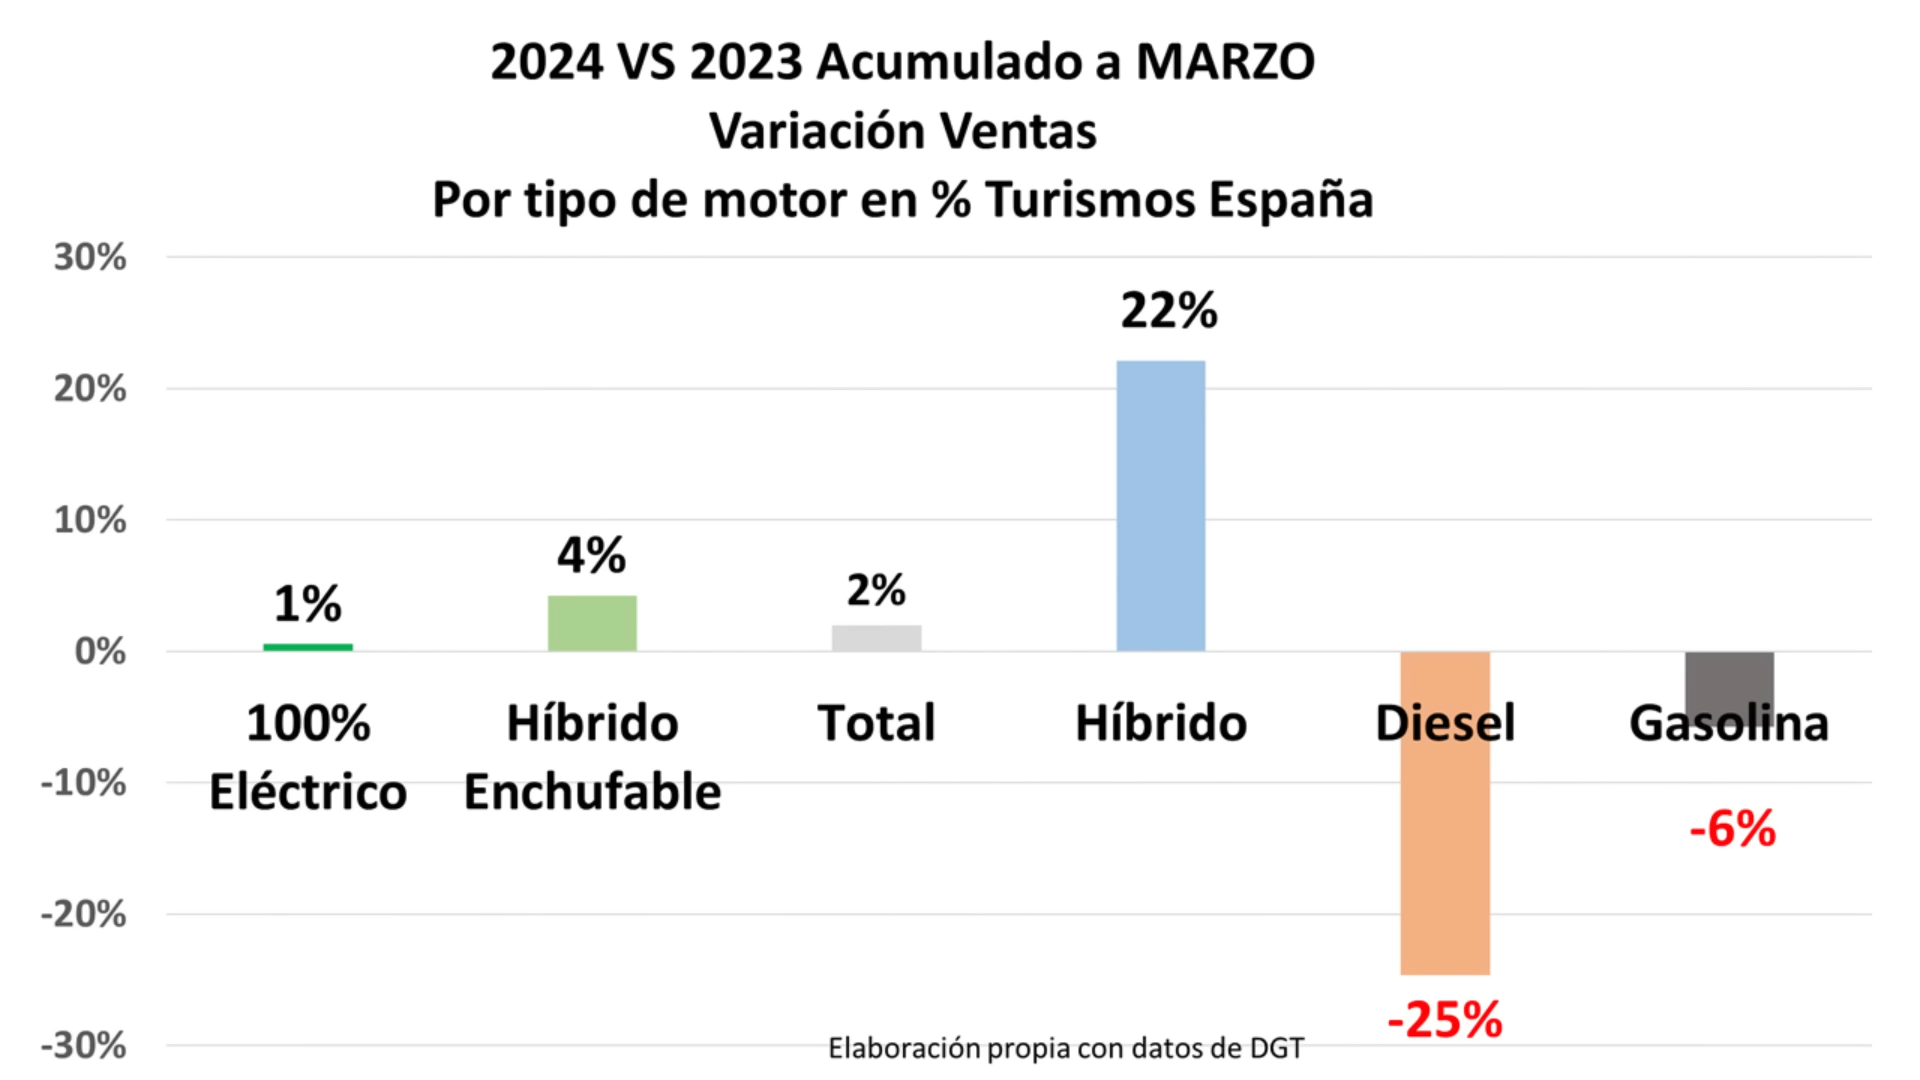 2024 VS 2023 Acumulado a MARZO
Variación Ventas
Por tipo de motor en % Turismos España
30%
20%
10%
0%
-10%
-20%
-30%
1%
4%
2%
22%
-25%
-6%
100%
Eléctrico
Híbrido
Enchufable
Total
Híbrido
Diesel
Gasolina
Elaboración propia con datos de DGT